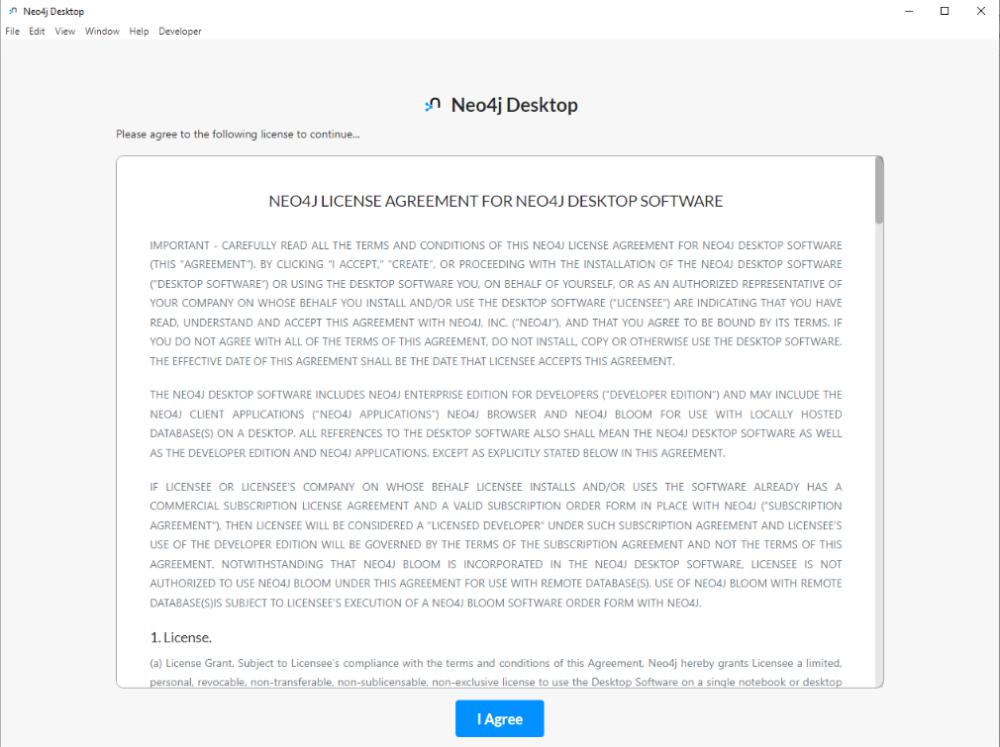 Neo4j Desktop
File Edit View Window Help Developer
Neo4j Desktop
Please agree to the following license to continue...
NEO4J LICENSE AGREEMENT FOR NEO4J DESKTOP SOFTWARE
IMPORTANT - CAREFULLY READ ALL THE TERMS AND CONDITIONS OF THIS NEO4J LICENSE AGREEMENT FOR NEO4J DESKTOP SOFTWARE
(THIS “AGREEMENT”). BY CLICKING “I ACCEPT,” “CREATE”, OR PROCEEDING WITH THE INSTALLATION OF THE NEO4J DESKTOP SOFTWARE
(“DESKTOP SOFTWARE”) OR USING THE DESKTOP SOFTWARE YOU, ON BEHALF OF YOURSELF, OR AS AN AUTHORIZED REPRESENTATIVE OF
YOUR COMPANY ON WHOSE BEHALF YOU INSTALL AND/OR USE THE DESKTOP SOFTWARE (“LICENSEE”) ARE INDICATING THAT YOU HAVE
READ, UNDERSTAND AND ACCEPT THIS AGREEMENT WITH NEO4J, INC. (“NEO4J”), AND THAT YOU AGREE TO BE BOUND BY ITS TERMS. IF
YOU DO NOT AGREE WITH ALL OF THE TERMS OF THIS AGREEMENT, DO NOT INSTALL, COPY OR OTHERWISE USE THE DESKTOP SOFTWARE.
THE EFFECTIVE DATE OF THIS AGREEMENT SHALL BE THE DATE THAT LICENSEE ACCEPTS THIS AGREEMENT.
THE NEO4J DESKTOP SOFTWARE INCLUDES NEO4J ENTERPRISE EDITION FOR DEVELOPERS (“DEVELOPER EDITION”) AND MAY INCLUDE THE
NEO4J CLIENT APPLICATIONS (“NEO4J APPLICATIONS”) NEO4J BROWSER AND NEO4J BLOOM FOR USE WITH LOCALLY HOSTED
DATABASE(S) ON A DESKTOP. ALL REFERENCES TO THE DESKTOP SOFTWARE ALSO SHALL MEAN THE NEO4J DESKTOP SOFTWARE AS WELL
AS THE DEVELOPER EDITION AND NEO4J APPLICATIONS, EXCEPT AS EXPLICITLY STATED BELOW IN THIS AGREEMENT.
IF LICENSEE OR LICENSEE’S COMPANY ON WHOSE BEHALF LICENSEE INSTALLS AND/OR USES THE SOFTWARE ALREADY HAS A
COMMERCIAL SUBSCRIPTION LICENSE AGREEMENT AND A VALID SUBSCRIPTION ORDER FORM IN PLACE WITH NEO4J (“SUBSCRIPTION
AGREEMENT”), THEN LICENSEE WILL BE CONSIDERED A “LICENSED DEVELOPER” UNDER SUCH SUBSCRIPTION AGREEMENT AND LICENSEE’S
USE OF THE DEVELOPER EDITION WILL BE GOVERNED BY THE TERMS OF THE SUBSCRIPTION AGREEMENT AND NOT THE TERMS OF THIS
AGREEMENT. NOTWITHSTANDING THAT NEO4J BLOOM IS INCORPORATED IN THE NEO4J DESKTOP SOFTWARE, LICENSEE IS NOT
AUTHORIZED TO USE NEO4J BLOOM UNDER THIS AGREEMENT FOR USE WITH REMOTE DATABASE(S). USE OF NEO4J BLOOM WITH REMOTE
DATABASE(S)IS SUBJECT TO LICENSEE’S EXECUTION OF A NEO4J BLOOM SOFTWARE ORDER FORM WITH NEO4J.
1. License.
(a) License Grant. Subject to Licensee’s compliance with the terms and conditions of this Agreement, Neo4j hereby grants Licensee a limited,
personal, revocable, non-transferable, non-sublicensable, non-exclusive license to use the Desktop Software on a single notebook or desktop
I Agree